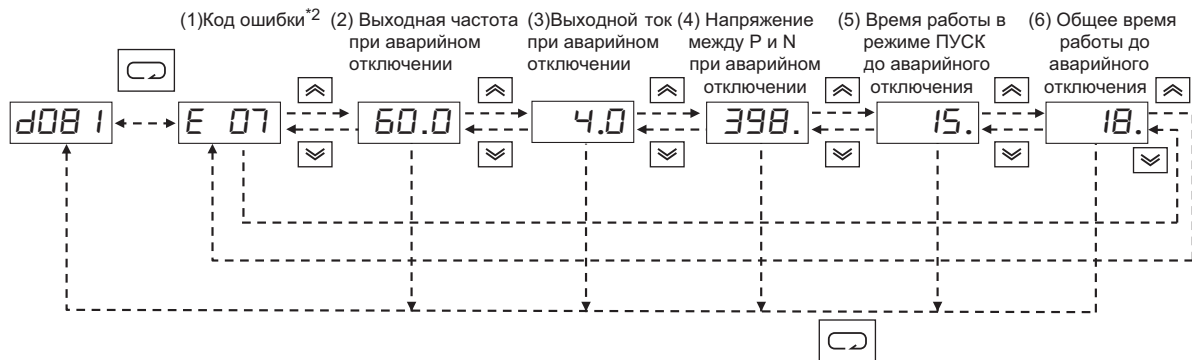 (1)Код ошибки*2
(2) Выходная частота
при аварийном
отключении
(3)Выходной ток
при аварийном
отключении
(4) Напряжение
между P и N
при аварийном
отключении
(5) Время работы в
режиме ПУСК
до аварийного
отключения
(6) Общее время
работы до
аварийного
отключения
d081
E 07
60.0
4.0
398.
15.
18.